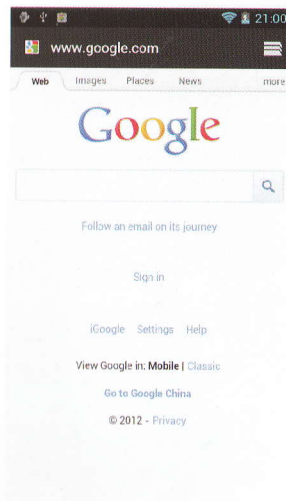 21:00
www.google.com
Web Images Places News more
Google
Follow an email on its journey
Sign in
iGoogle Settings Help
View Google in: Mobile | Classic
Go to Google China
© 2012 - Privacy